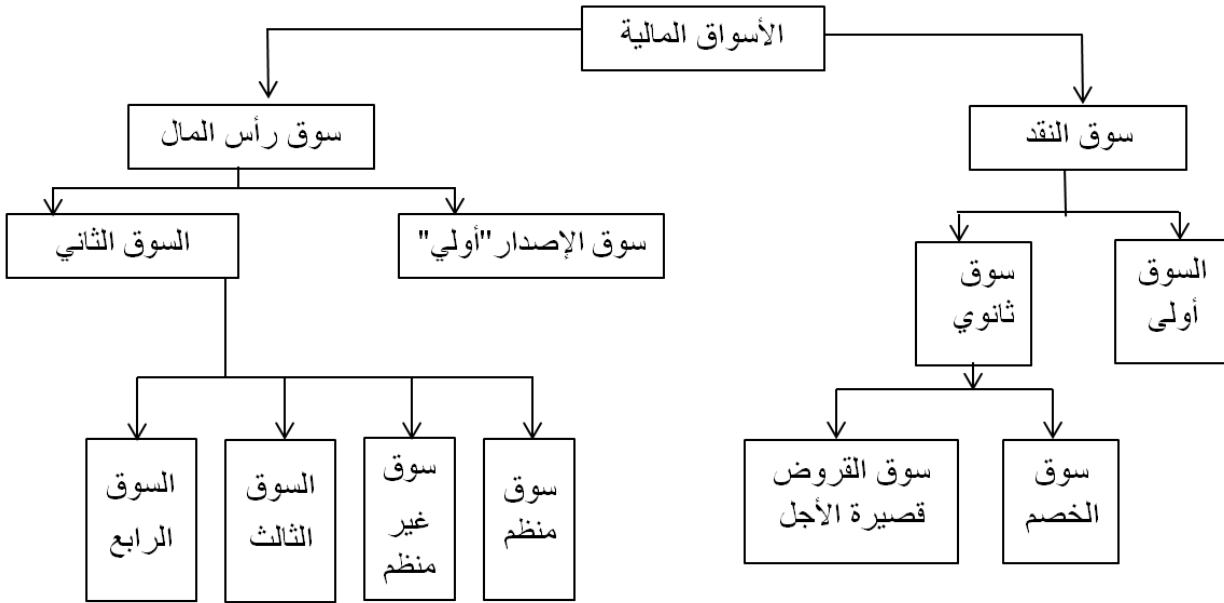 الأسواق المالية
سوق النقد
سوق رأس المال
السوق
أولى
سوق
ثانوي
سوق الإصدار "أولي"
السوق الثاني
سوق
الخصم
سوق القروض
قصيرة الأجل
سوق
منظم
سوق
غير
منظم
السوق
الثالث
السوق
الرابع